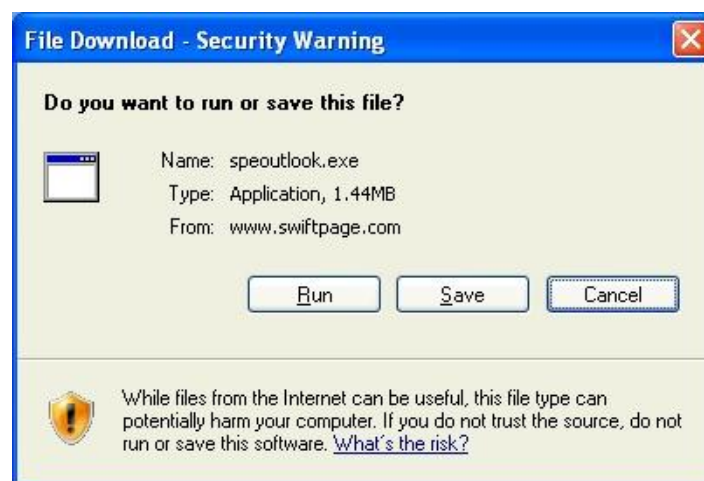 File Download - Security Warning
Do you want to run or save this file?
Name: speoutlook.exe
Type: Application, 1.44MB
From: www.swiftpage.com
Run Save Cancel
While files from the Internet can be useful, this file type can
potentially harm your computer. If you do not trust the source, do not
run or save this software. What's the risk?